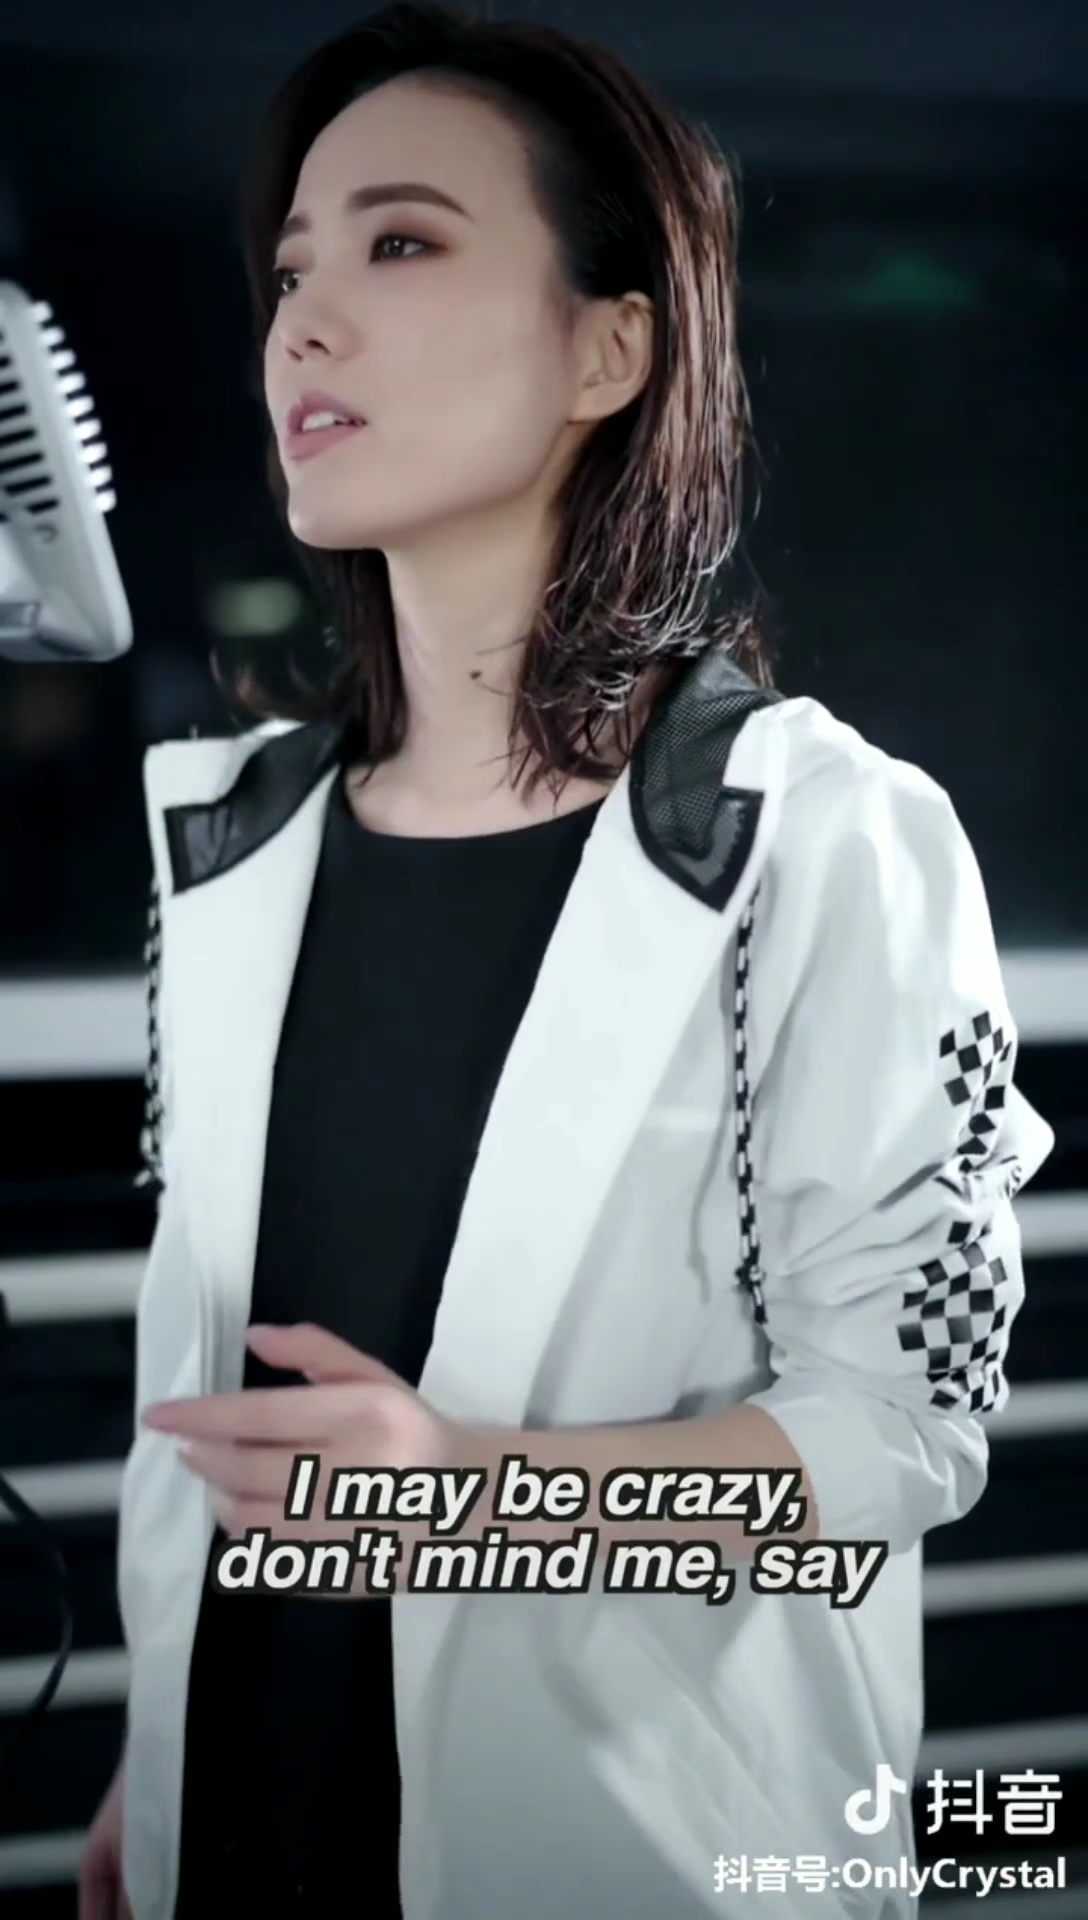 I may be crazy,
don't mind me, say
抖音
抖音号:OnlyCrystal